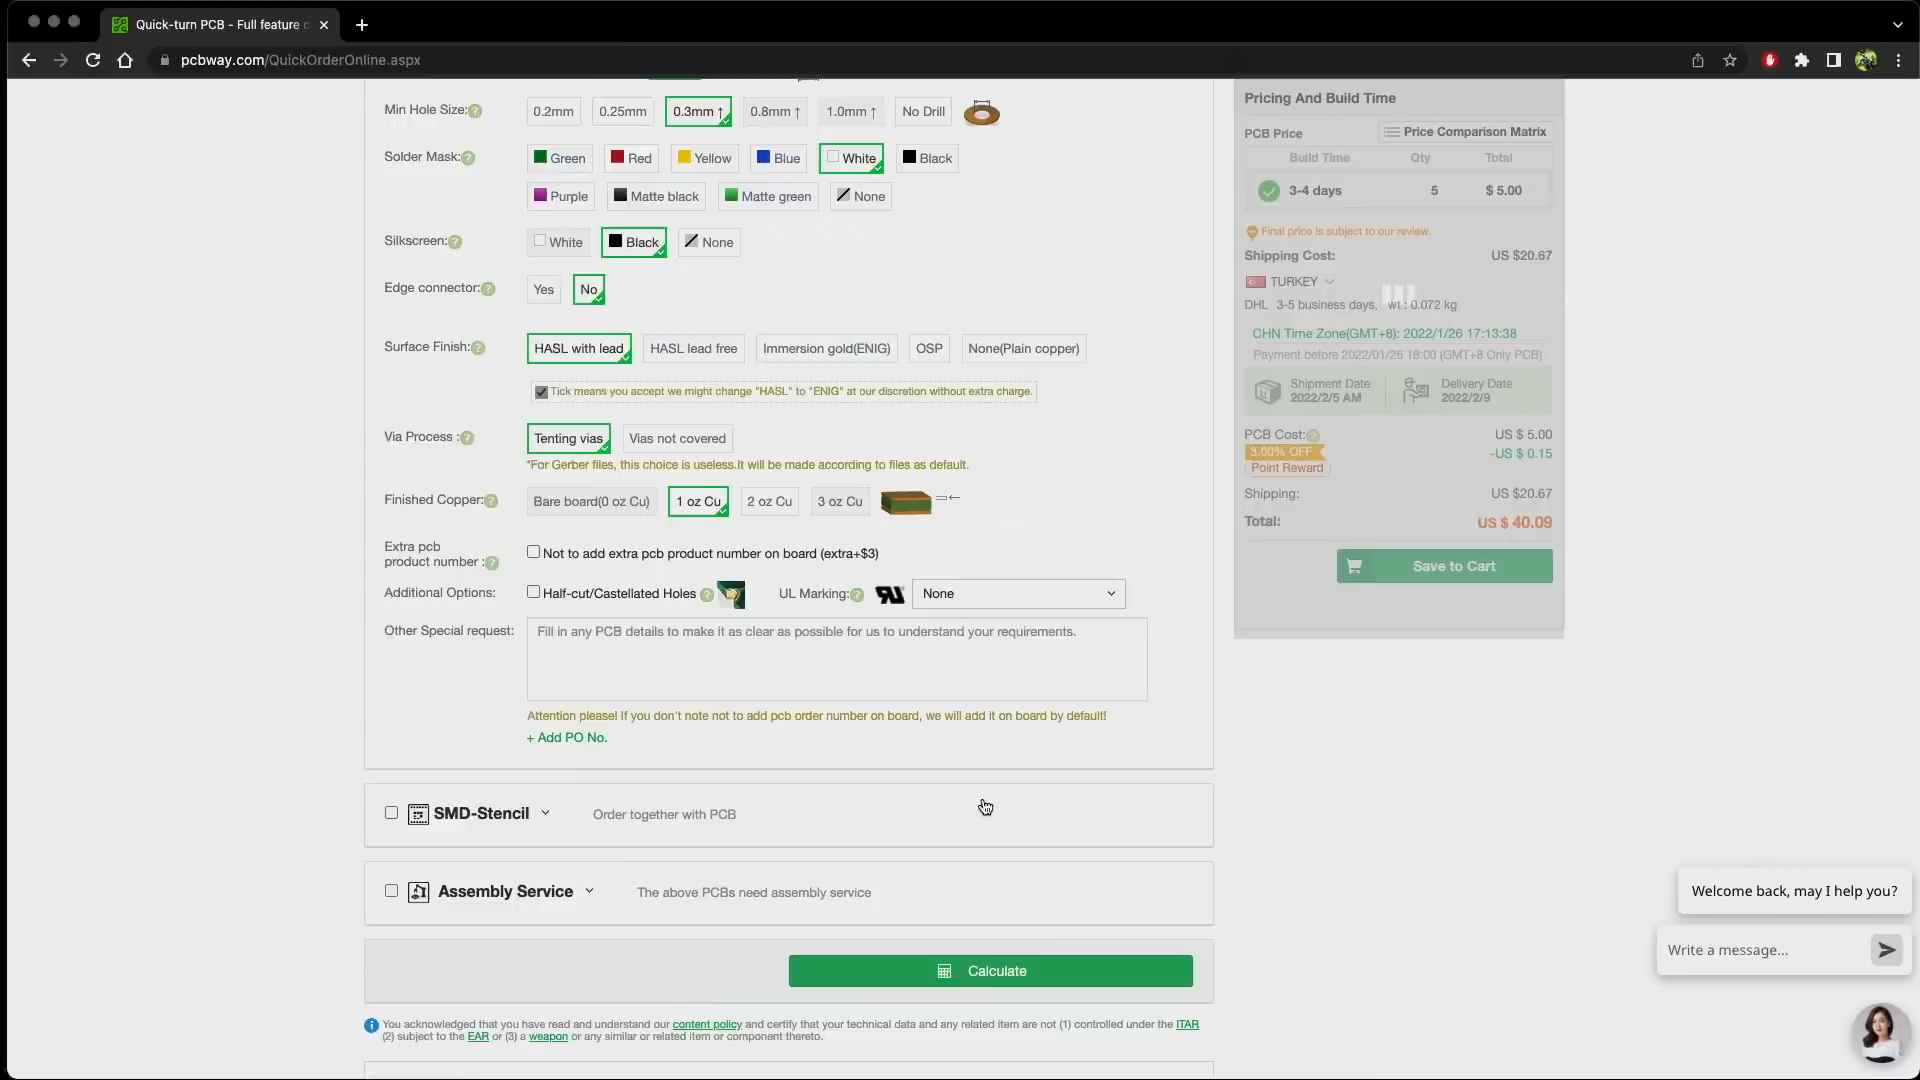 Quick-turn PCB - Full feature
pcbway.com/QuickOrderOnline.aspx
Min Hole Size: 0.2mm 0.25mm 0.3mm ↑ 0.8mm ↑ 1.0mm ↑ No Drill
Solder Mask: Green Red Yellow Blue White Black
Purple Matte black Matte green None
Silkscreen: White Black None
Edge connector: Yes No
Surface Finish: HASL with lead HASL lead free Immersion gold(ENIG) OSP None(Plain copper)
Tick means you accept we might change "HASL" to "ENIG" at our discretion without extra charge.
Via Process : Tenting vias Vias not covered
*For Gerber files, this choice is useless.It will be made according to files as default.
Finished Copper: Bare board(0 oz Cu) 1 oz Cu 2 oz Cu 3 oz Cu
Extra pcb
product number : Not to add extra pcb product number on board (extra+$3)
Additional Options: Half-cut/Castellated Holes UL Marking: None
Other Special request: Fill in any PCB details to make it as clear as possible for us to understand your requirements.
Attention please! If you don't note not to add pcb order number on board, we will add it on board by default!
+ Add PO No.
SMD-Stencil Order together with PCB
Assembly Service The above PCBs need assembly service
Calculate
You acknowledged that you have read and understand our content policy and certify that your technical data and any related item are not (1) controlled under the ITAR
(2) subject to the EAR or (3) a weapon or any similar or related item or component thereto.
Pricing And Build Time
PCB Price Price Comparison Matrix
Build Time Qty Total
3-4 days 5 $ 5.00
Final price is subject to our review.
Shipping Cost: US $20.67
TURKEY
DHL 3-5 business days, wt : 0.072 kg
CHN Time Zone(GMT+8): 2022/1/26 17:13:38
Payment before 2022/01/26 18:00 (GMT+8 Only PCB)
Shipment Date Delivery Date
2022/2/5 AM 2022/2/9
PCB Cost: US $ 5.00
3.00% OFF -US $ 0.15
Point Reward
Shipping: US $20.67
Total: US $ 40.09
Save to Cart
Welcome back, may I help you?
Write a message...